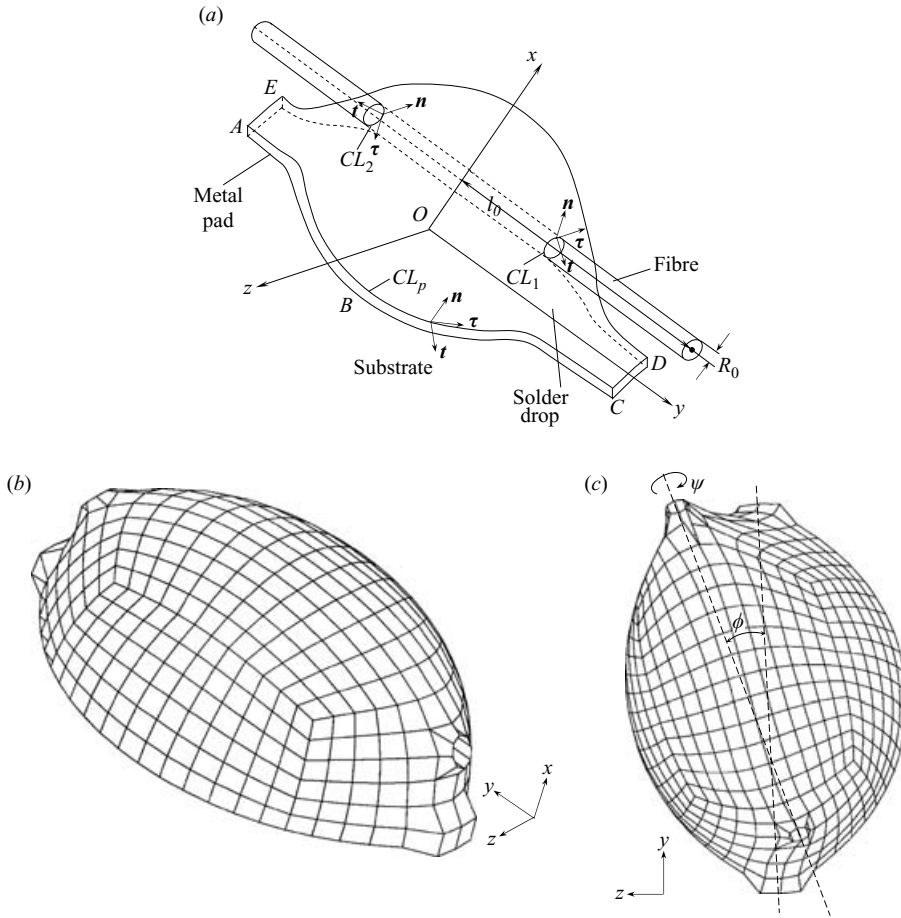 (a)
x
E
n
t
A
τ
CL2
Metal
pad
l0
O
n
τ
CL1
t
Fibre
z
CLp
B
n
τ
t
D
R0
Substrate
Solder
drop
C
y
(b)
(c)
ψ
ϕ
x
y
z
y
z